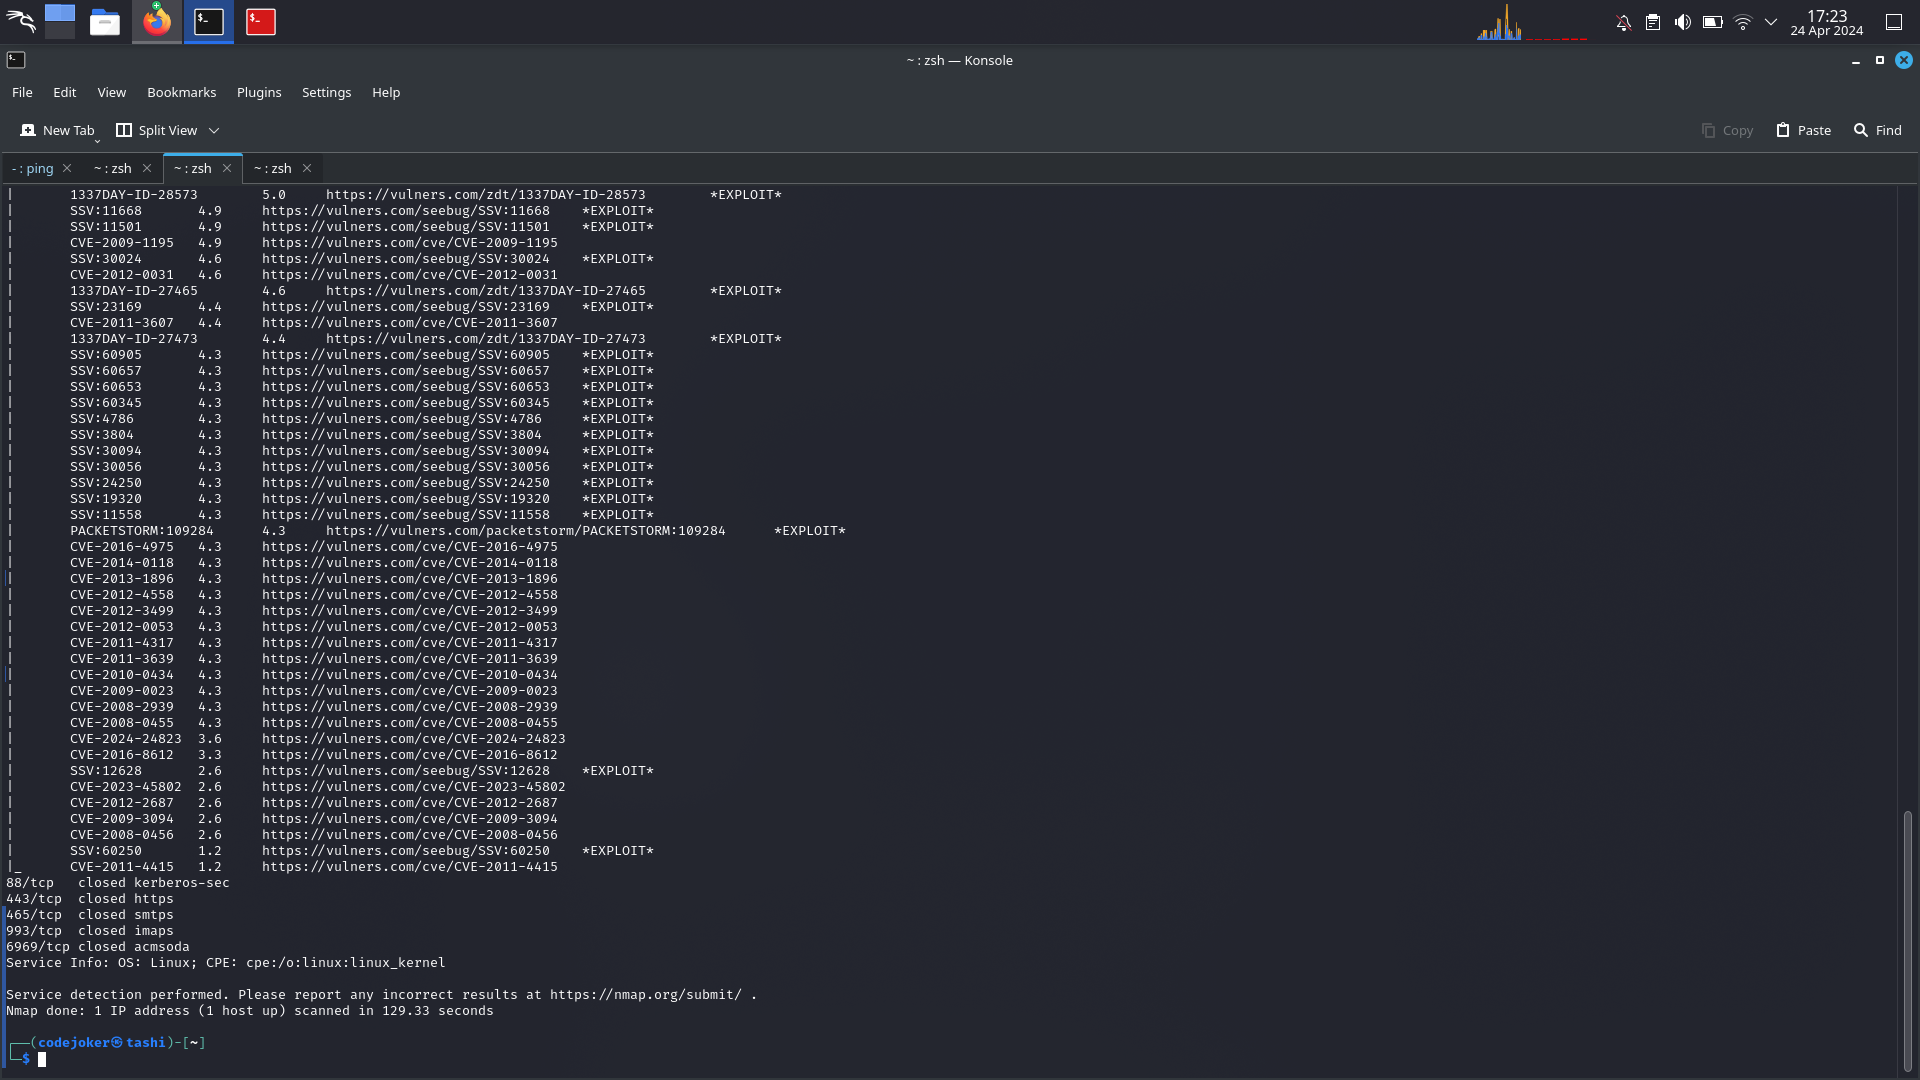 17:23
24 Apr 2024
~ : zsh — Konsole
File Edit View Bookmarks Plugins Settings Help
New Tab Split View Copy Paste Find
- : ping ~ : zsh ~ : zsh ~ : zsh
| 1337DAY-ID-28573 5.0 https://vulners.com/zdt/1337DAY-ID-28573 *EXPLOIT*
| SSV:11668 4.9 https://vulners.com/seebug/SSV:11668 *EXPLOIT*
| SSV:11501 4.9 https://vulners.com/seebug/SSV:11501 *EXPLOIT*
| CVE-2009-1195 4.9 https://vulners.com/cve/CVE-2009-1195
| SSV:30024 4.6 https://vulners.com/seebug/SSV:30024 *EXPLOIT*
| CVE-2012-0031 4.6 https://vulners.com/cve/CVE-2012-0031
| 1337DAY-ID-27465 4.6 https://vulners.com/zdt/1337DAY-ID-27465 *EXPLOIT*
| SSV:23169 4.4 https://vulners.com/seebug/SSV:23169 *EXPLOIT*
| CVE-2011-3607 4.4 https://vulners.com/cve/CVE-2011-3607
| 1337DAY-ID-27473 4.4 https://vulners.com/zdt/1337DAY-ID-27473 *EXPLOIT*
| SSV:60905 4.3 https://vulners.com/seebug/SSV:60905 *EXPLOIT*
| SSV:60657 4.3 https://vulners.com/seebug/SSV:60657 *EXPLOIT*
| SSV:60653 4.3 https://vulners.com/seebug/SSV:60653 *EXPLOIT*
| SSV:60345 4.3 https://vulners.com/seebug/SSV:60345 *EXPLOIT*
| SSV:4786 4.3 https://vulners.com/seebug/SSV:4786 *EXPLOIT*
| SSV:3804 4.3 https://vulners.com/seebug/SSV:3804 *EXPLOIT*
| SSV:30094 4.3 https://vulners.com/seebug/SSV:30094 *EXPLOIT*
| SSV:30056 4.3 https://vulners.com/seebug/SSV:30056 *EXPLOIT*
| SSV:24250 4.3 https://vulners.com/seebug/SSV:24250 *EXPLOIT*
| SSV:19320 4.3 https://vulners.com/seebug/SSV:19320 *EXPLOIT*
| SSV:11558 4.3 https://vulners.com/seebug/SSV:11558 *EXPLOIT*
| PACKETSTORM:109284 4.3 https://vulners.com/packetstorm/PACKETSTORM:109284 *EXPLOIT*
| CVE-2016-4975 4.3 https://vulners.com/cve/CVE-2016-4975
| CVE-2014-0118 4.3 https://vulners.com/cve/CVE-2014-0118
| CVE-2013-1896 4.3 https://vulners.com/cve/CVE-2013-1896
| CVE-2012-4558 4.3 https://vulners.com/cve/CVE-2012-4558
| CVE-2012-3499 4.3 https://vulners.com/cve/CVE-2012-3499
| CVE-2012-0053 4.3 https://vulners.com/cve/CVE-2012-0053
| CVE-2011-4317 4.3 https://vulners.com/cve/CVE-2011-4317
| CVE-2011-3639 4.3 https://vulners.com/cve/CVE-2011-3639
| CVE-2010-0434 4.3 https://vulners.com/cve/CVE-2010-0434
| CVE-2009-0023 4.3 https://vulners.com/cve/CVE-2009-0023
| CVE-2008-2939 4.3 https://vulners.com/cve/CVE-2008-2939
| CVE-2008-0455 4.3 https://vulners.com/cve/CVE-2008-0455
| CVE-2024-24823 3.6 https://vulners.com/cve/CVE-2024-24823
| CVE-2016-8612 3.3 https://vulners.com/cve/CVE-2016-8612
| SSV:12628 2.6 https://vulners.com/seebug/SSV:12628 *EXPLOIT*
| CVE-2023-45802 2.6 https://vulners.com/cve/CVE-2023-45802
| CVE-2012-2687 2.6 https://vulners.com/cve/CVE-2012-2687
| CVE-2009-3094 2.6 https://vulners.com/cve/CVE-2009-3094
| CVE-2008-0456 2.6 https://vulners.com/cve/CVE-2008-0456
| SSV:60250 1.2 https://vulners.com/seebug/SSV:60250 *EXPLOIT*
|_ CVE-2011-4415 1.2 https://vulners.com/cve/CVE-2011-4415
88/tcp closed kerberos-sec
443/tcp closed https
465/tcp closed smtps
993/tcp closed imaps
6969/tcp closed acmsoda
Service Info: OS: Linux; CPE: cpe:/o:linux:linux_kernel
Service detection performed. Please report any incorrect results at https://nmap.org/submit/ .
Nmap done: 1 IP address (1 host up) scanned in 129.33 seconds
┌──(codejoker㉿tashi)-[~]
└─$